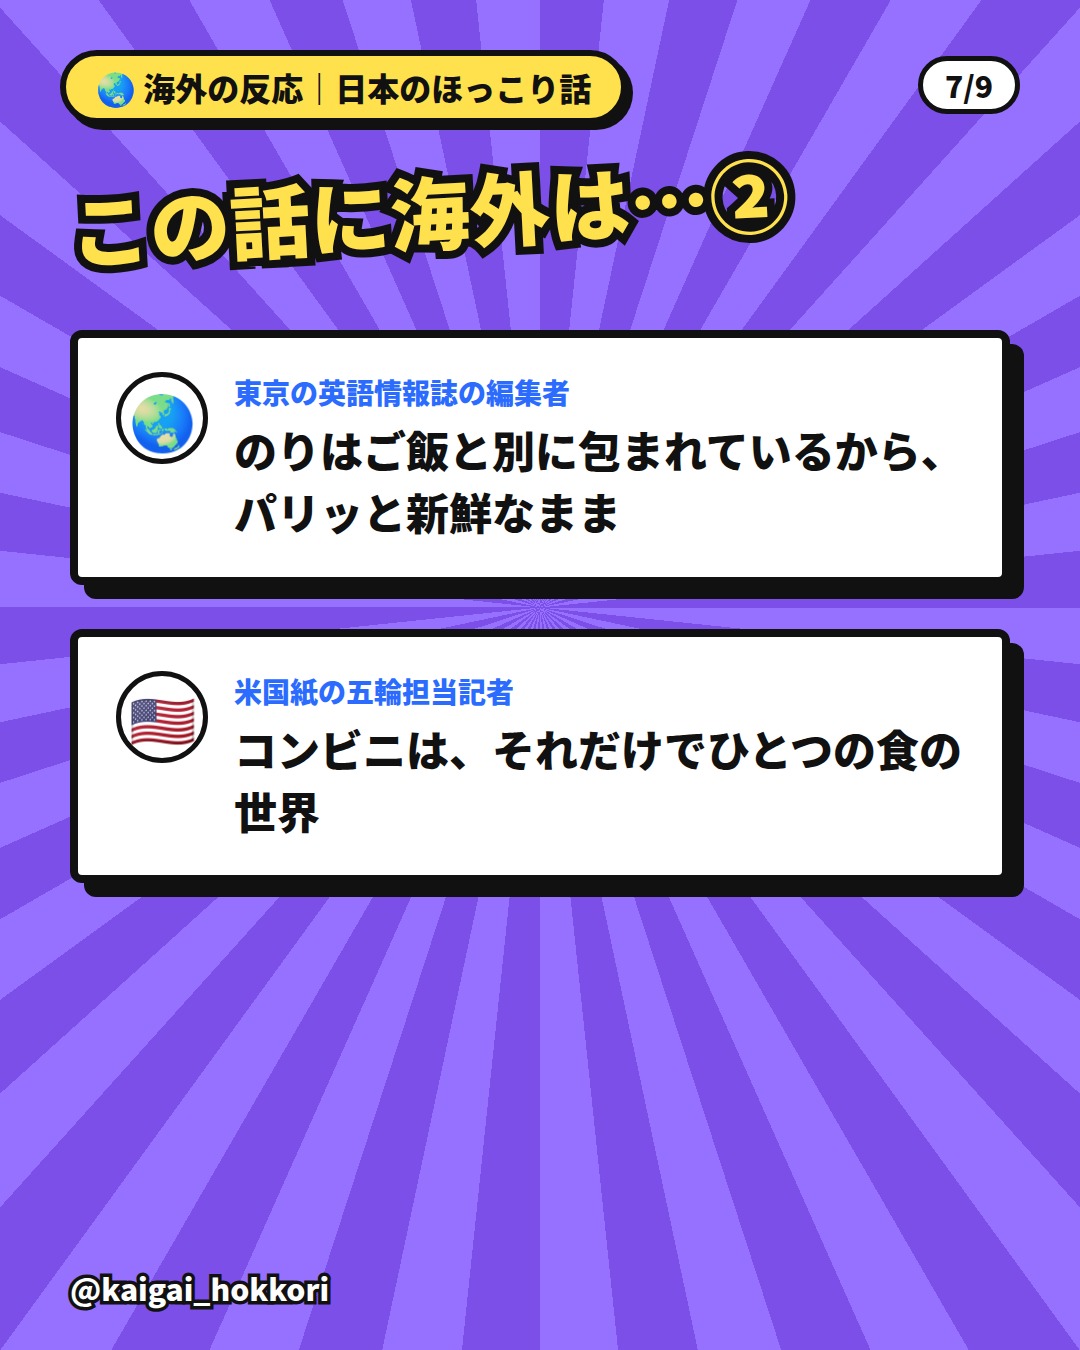 海外の反応｜日本のほっこり話
7/9
この話に海外は…②
東京の英語情報誌の編集者
のりはご飯と別に包まれているから、
パリッと新鮮なまま
米国紙の五輪担当記者
コンビニは、それだけでひとつの食の
世界
@kaigai_hokkori